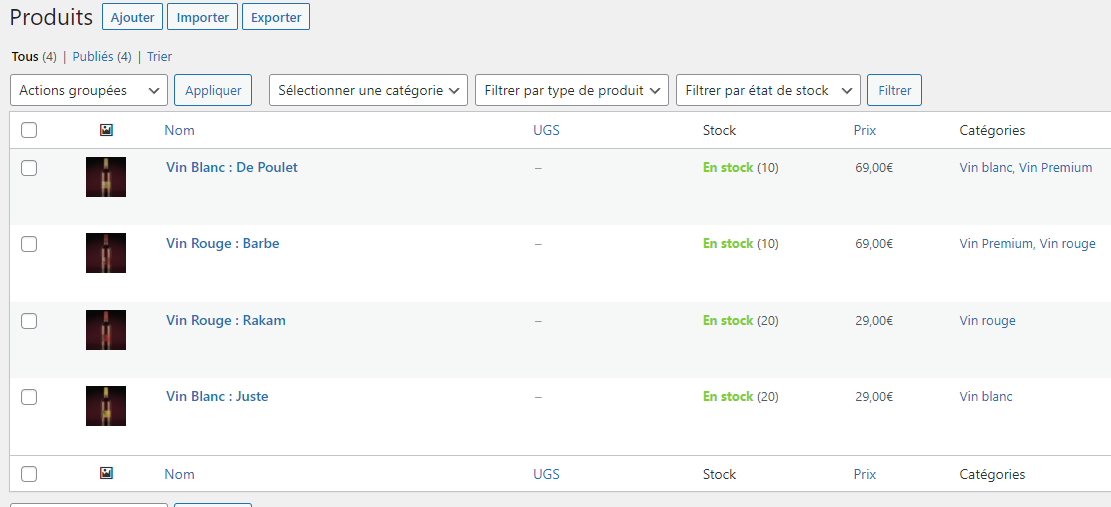 Produits Ajouter Importer Exporter
Tous (4) | Publiés (4) | Trier
Actions groupées Appliquer Sélectionner une catégorie Filtrer par type de produit Filtrer par état de stock Filtrer
Nom UGS Stock Prix Catégories
Vin Blanc : De Poulet – En stock (10) 69,00€ Vin blanc, Vin Premium
Vin Rouge : Barbe – En stock (10) 69,00€ Vin Premium, Vin rouge
Vin Rouge : Rakam – En stock (20) 29,00€ Vin rouge
Vin Blanc : Juste – En stock (20) 29,00€ Vin blanc
Nom UGS Stock Prix Catégories